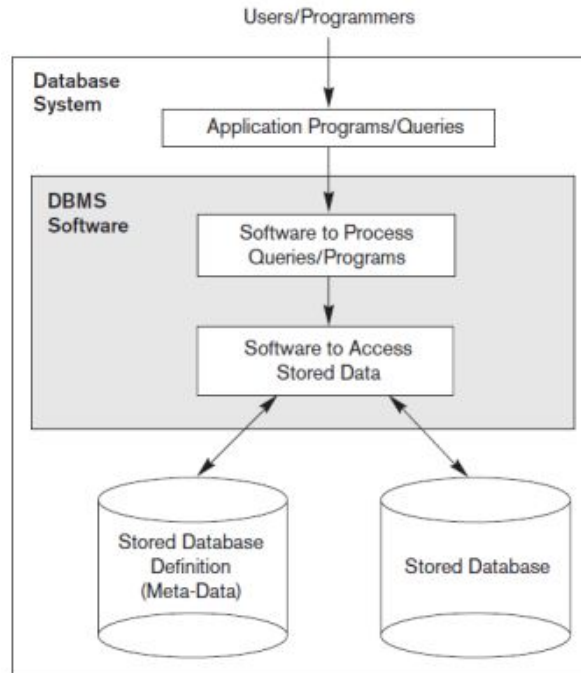 Users/Programmers
Database
System
Application Programs/Queries
DBMS
Software
Software to Process
Queries/Programs
Software to Access
Stored Data
Stored Database
Definition
(Meta-Data)
Stored Database